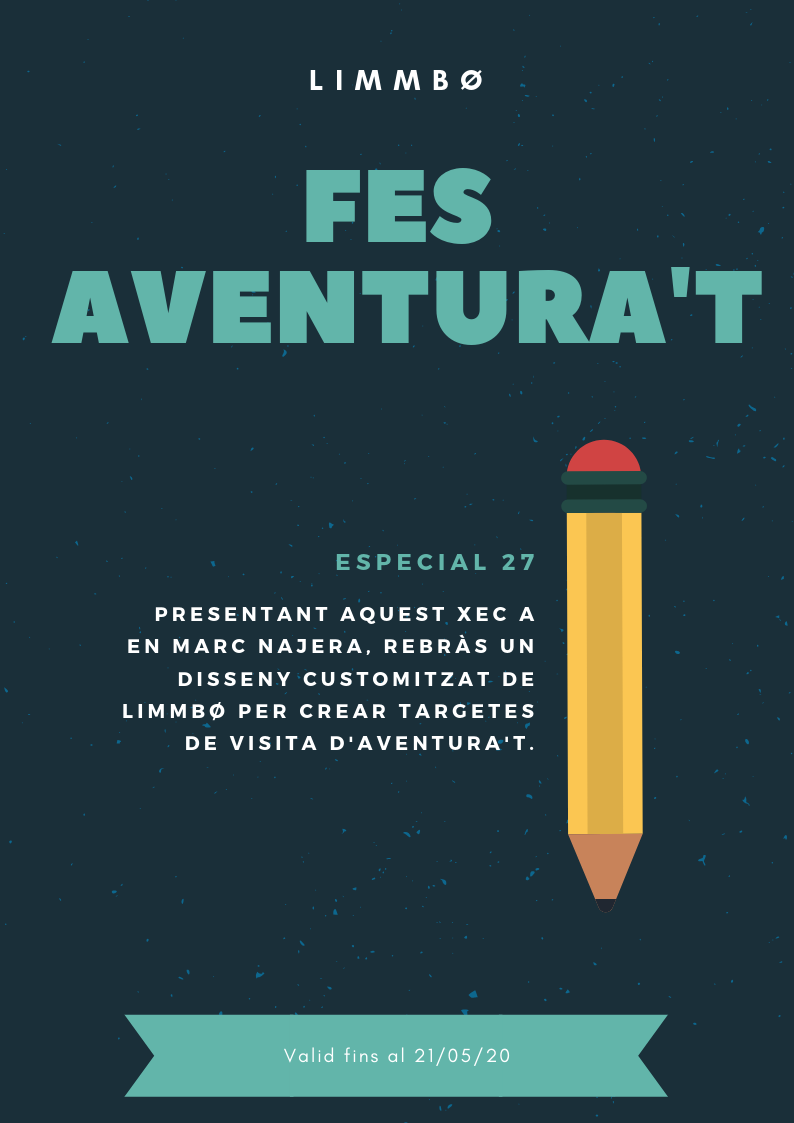 LIMMBØ
FES
AVENTURA'T
ESPECIAL 27
PRESENTANT AQUEST XEC A
EN MARC NAJERA, REBRÀS UN
DISSENY CUSTOMITZAT DE
LIMMBØ PER CREAR TARGETES
DE VISITA D'AVENTURA'T.
Valid fins al 21/05/20